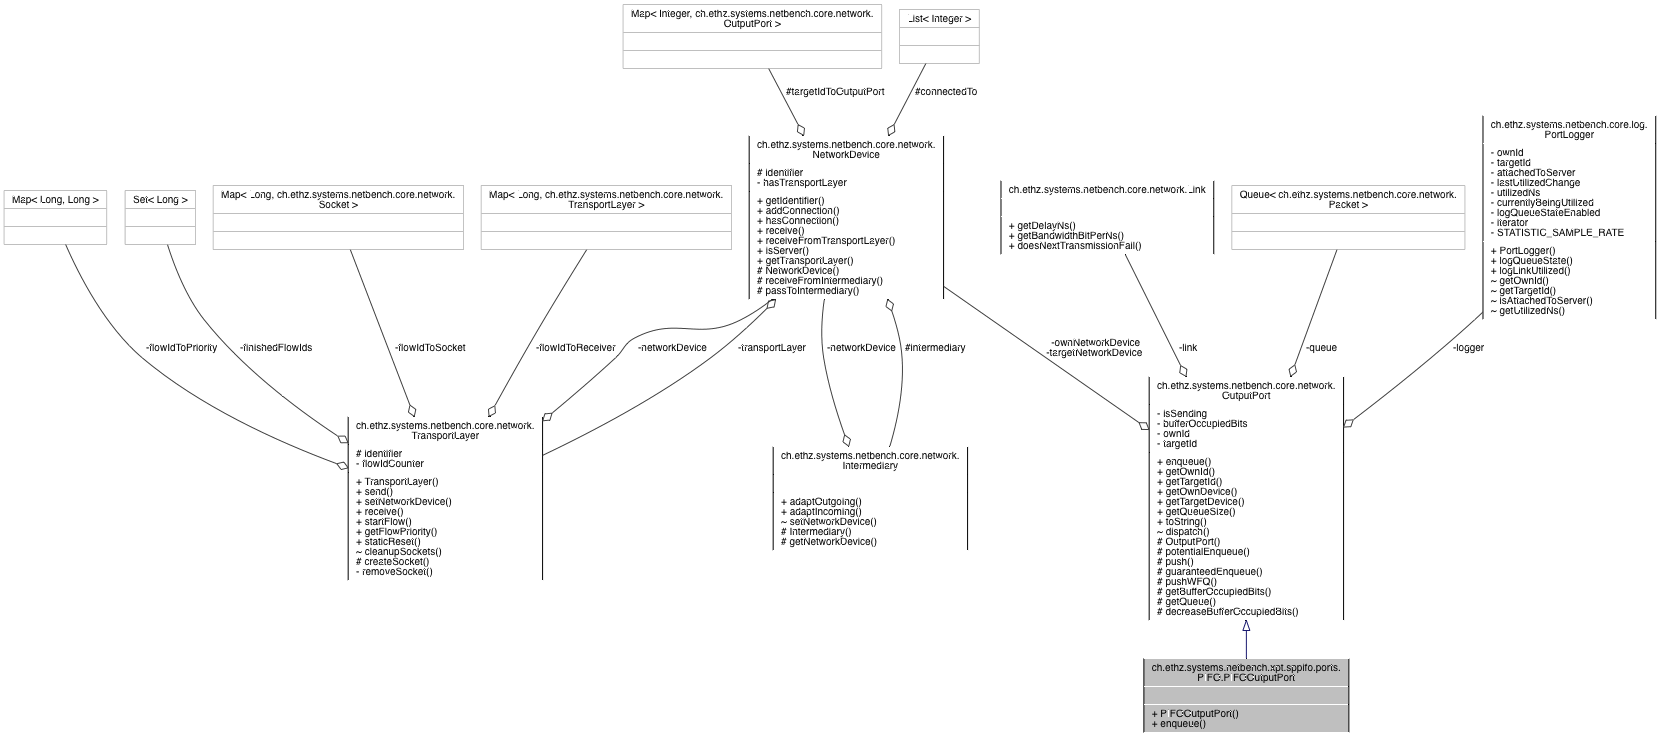 Map< Integer, ch.ethz.systems.netbench.core.network.
OutputPort >
List< Integer >
#targetIdToOutputPort
#connectedTo
ch.ethz.systems.netbench.core.network.
NetworkDevice
# identifier
- hasTransportLayer
+ getIdentifier()
+ addConnection()
+ hasConnection()
+ receive()
+ receiveFromTransportLayer()
+ isServer()
+ getTransportLayer()
# NetworkDevice()
# receiveFromIntermediary()
# passToIntermediary()
ch.ethz.systems.netbench.core.log.
PortLogger
- ownId
- targetId
- attachedToServer
- lastUtilizedChange
- utilizedNs
- currentlyBeingUtilized
- logQueueStateEnabled
- iterator
- STATISTIC_SAMPLE_RATE
+ PortLogger()
+ logQueueState()
+ logLinkUtilized()
~ getOwnId()
~ getTargetId()
~ isAttachedToServer()
~ getUtilizedNs()
Map< Long, Long >
Set< Long >
Map< Long, ch.ethz.systems.netbench.core.network.
Socket >
Map< Long, ch.ethz.systems.netbench.core.network.
TransportLayer >
ch.ethz.systems.netbench.core.network.Link
+ getDelayNs()
+ getBandwidthBitPerNs()
+ doesNextTransmissionFail()
Queue< ch.ethz.systems.netbench.core.network.
Packet >
-flowIdToPriority
-finishedFlowIds
-flowIdToSocket
-flowIdToReceiver
-networkDevice
-transportLayer
-networkDevice
#intermediary
-ownNetworkDevice
-targetNetworkDevice
-link
-queue
-logger
ch.ethz.systems.netbench.core.network.
TransportLayer
# identifier
- flowIdCounter
+ TransportLayer()
+ send()
+ setNetworkDevice()
+ receive()
+ startFlow()
+ getFlowPriority()
+ staticReset()
~ cleanupSockets()
# createSocket()
- removeSocket()
ch.ethz.systems.netbench.core.network.
Intermediary
+ adaptOutgoing()
+ adaptIncoming()
~ setNetworkDevice()
# Intermediary()
# getNetworkDevice()
ch.ethz.systems.netbench.core.network.
OutputPort
- isSending
- bufferOccupiedBits
- ownId
- targetId
+ enqueue()
+ getOwnId()
+ getTargetId()
+ getOwnDevice()
+ getTargetDevice()
+ getQueueSize()
+ toString()
~ dispatch()
# OutputPort()
# potentialEnqueue()
# push()
# guaranteedEnqueue()
# pushWFQ()
# getBufferOccupiedBits()
# getQueue()
# decreaseBufferOccupiedBits()
ch.ethz.systems.netbench.xpt.sppifo.ports.
PIFO.PIFOOutputPort
+ PIFOOutputPort()
+ enqueue()